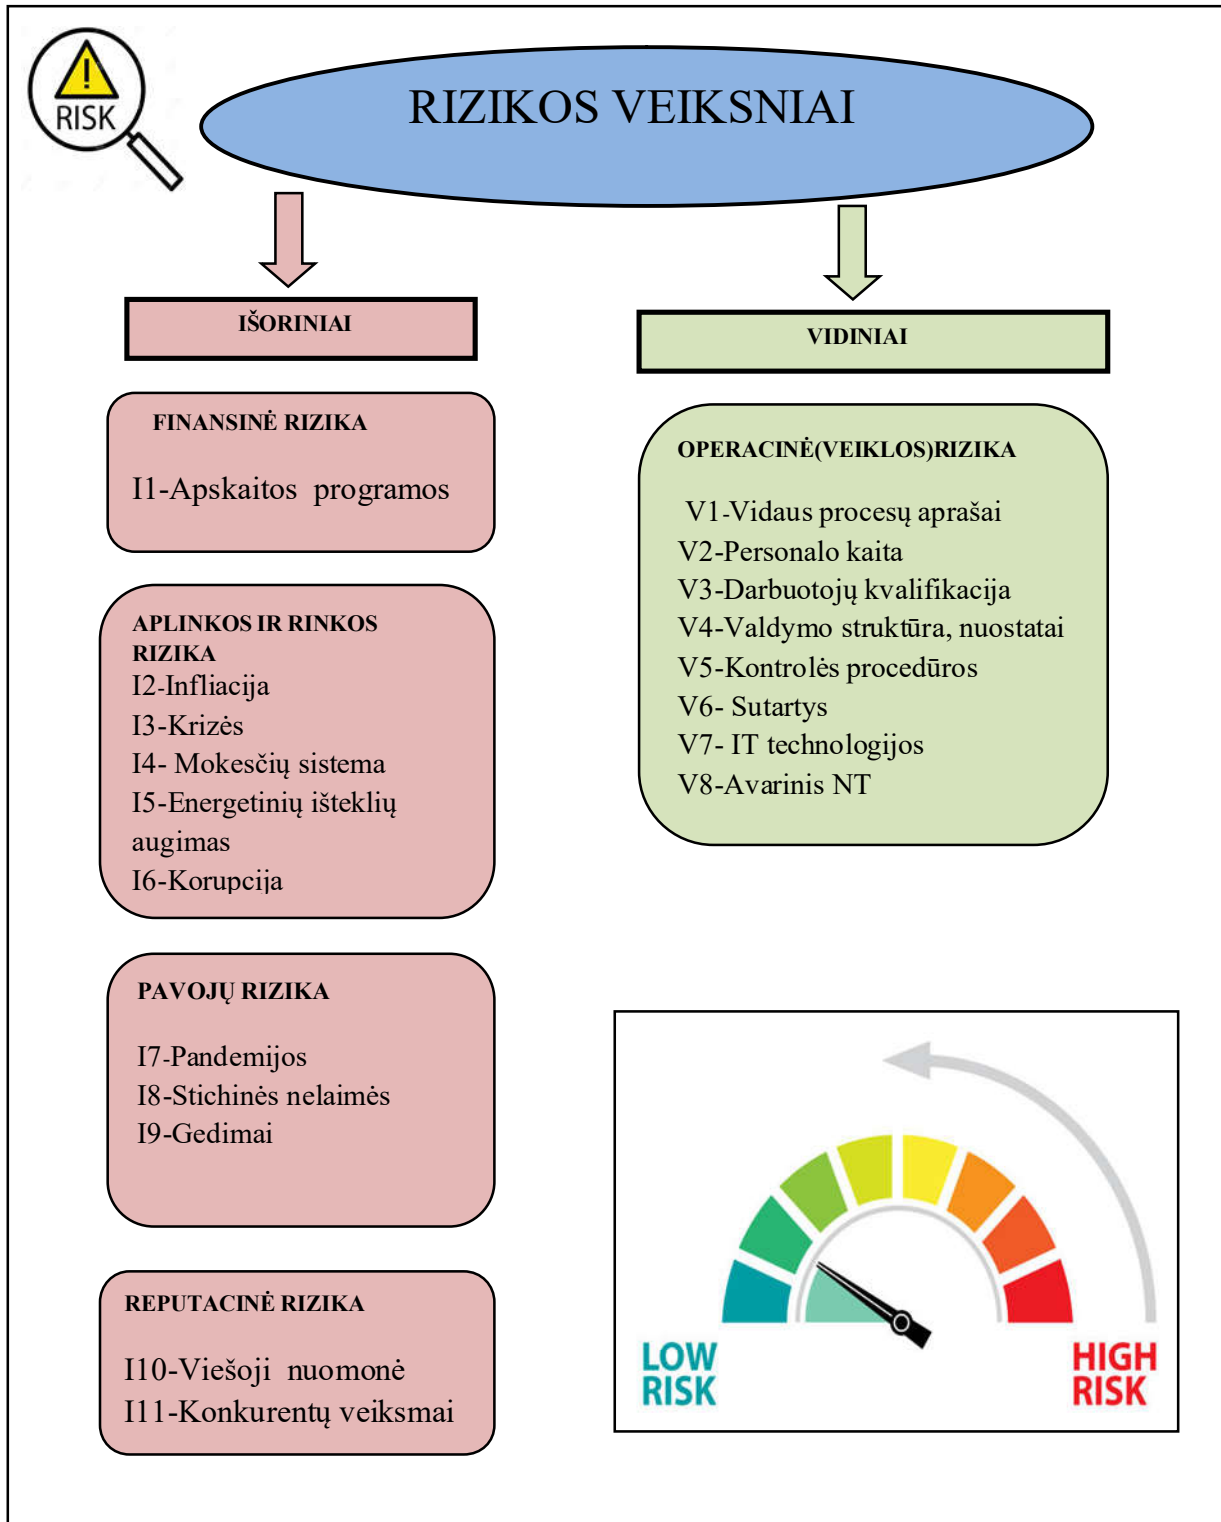 !
RISK
RIZIKOS VEIKSNIAI
IŠORINIAI
FINANSINĖ RIZIKA
I1-Apskaitos programos
APLINKOS IR RINKOS
RIZIKA
I2-Infliacija
I3-Krizės
I4- Mokesčių sistema
I5-Energetinių išteklių
augimas
I6-Korupcija
PAVOJŲ RIZIKA
I7-Pandemijos
I8-Stichinės nelaimės
I9-Gedimai
REPUTACINĖ RIZIKA
I10-Viešoji nuomonė
I11-Konkurentų veiksmai
VIDINIAI
OPERACINĖ(VEIKLOS)RIZIKA
V1-Vidaus procesų aprašai
V2-Personalo kaita
V3-Darbuotojų kvalifikacija
V4-Valdymo struktūra, nuostatai
V5-Kontrolės procedūros
V6- Sutartys
V7- IT technologijos
V8-Avarinis NT
LOW
RISK
HIGH
RISK